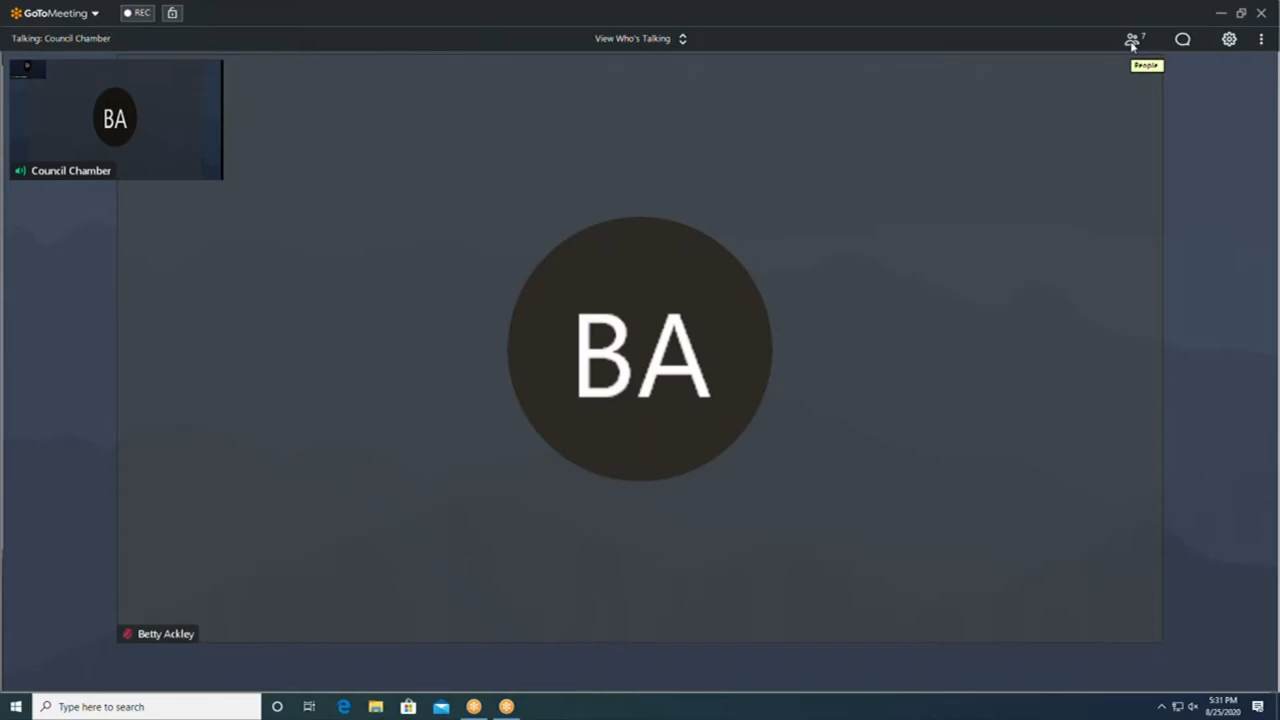 GoToMeeting
REC
Talking: Council Chamber
View Who's Talking
7
People
BA
Council Chamber
BA
Betty Ackley
Type here to search
5:31 PM
8/25/2020